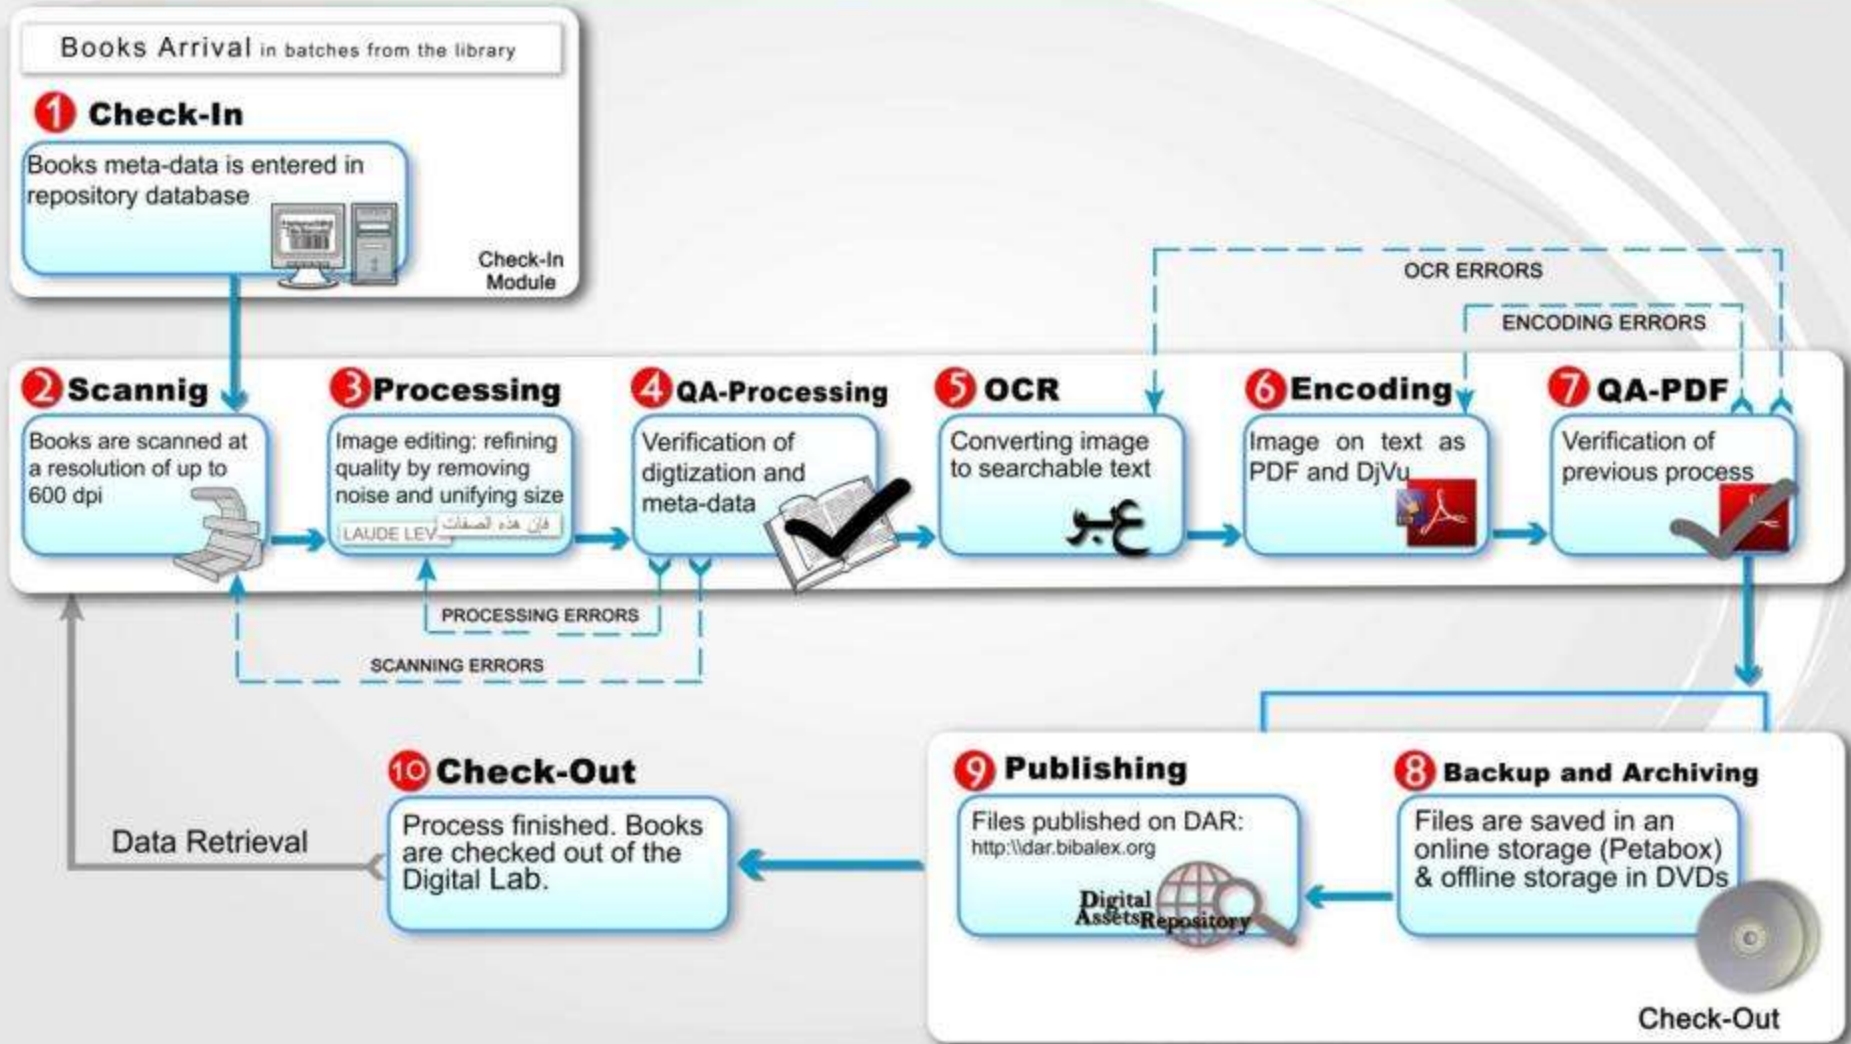 Books Arrival in batches from the library
1 Check-In
Books meta-data is entered in
repository database
Check-In
Module
OCR ERRORS
ENCODING ERRORS
2 Scannig
Books are scanned at
a resolution of up to
600 dpi
3 Processing
Image editing: refining
quality by removing
noise and unifying size
LAUDE LEV
فإن هذه الصفات
4 QA-Processing
Verification of
digtization and
meta-data
5 OCR
Converting image
to searchable text
6 Encoding
Image on text as
PDF and DjVu
7 QA-PDF
Verification of
previous process
PROCESSING ERRORS
SCANNING ERRORS
8 Backup and Archiving
Files are saved in an
online storage (Petabox)
& offline storage in DVDs
9 Publishing
Files published on DAR:
http:\\dar.bibalex.org
Digital
Assets Repository
Check-Out
10 Check-Out
Process finished. Books
are checked out of the
Digital Lab.
Data Retrieval